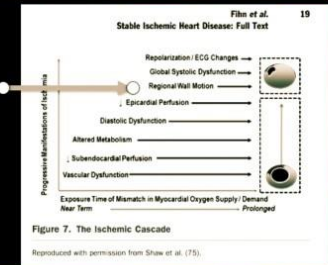 Fihn et al. 19
Stable Ischemic Heart Disease: Full Text
Repolarization / ECG Changes
Global Systolic Dysfunction
Regional Wall Motion
↓ Epicardial Perfusion
Diastolic Dysfunction
Altered Metabolism
↓ Subendocardial Perfusion
Vascular Dysfunction
Progressive Manifestations of Ischemia
Exposure Time of Mismatch in Myocardial Oxygen Supply / Demand
Near Term Prolonged
Figure 7. The Ischemic Cascade
Reproduced with permission from Shaw et al. (75).